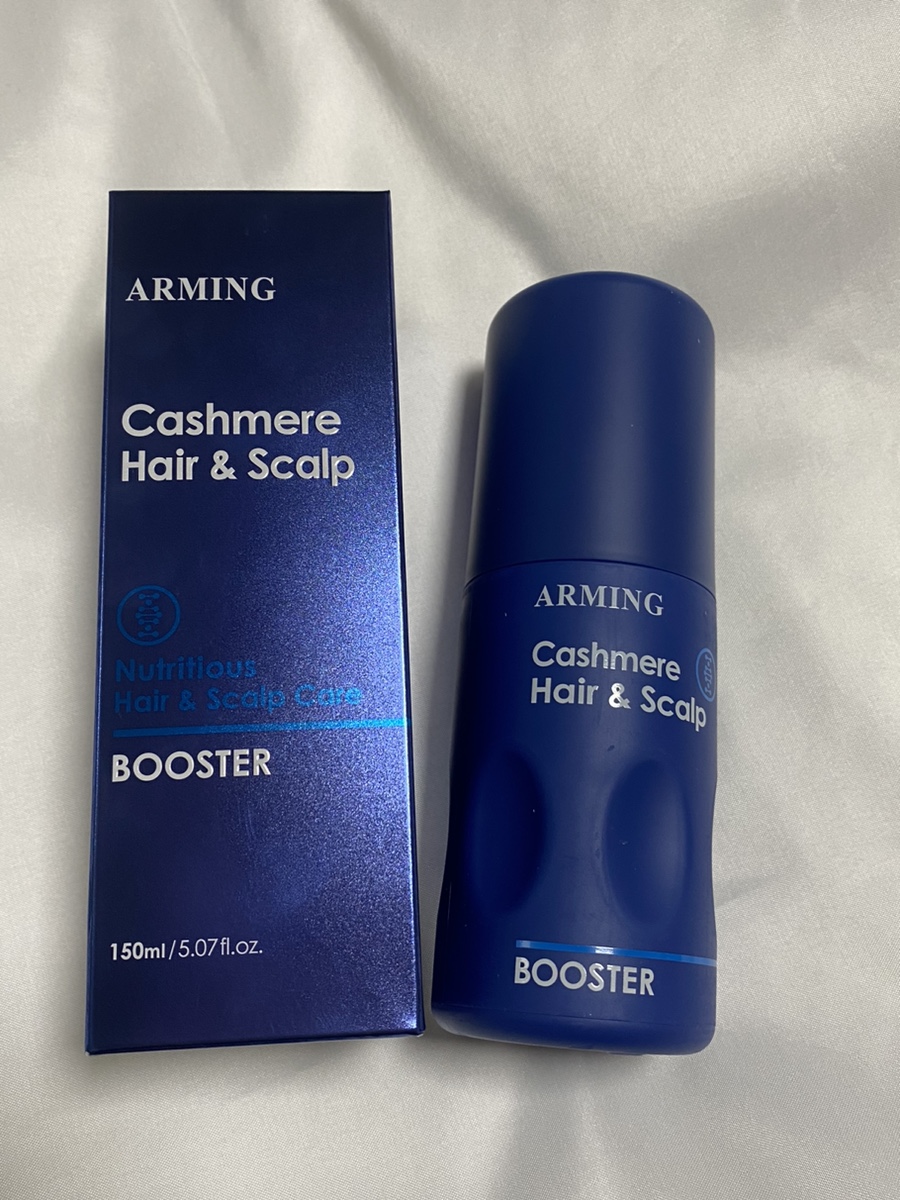 ARMING
Cashmere
Hair & Scalp
Nutritious
Hair & Scalp Care
BOOSTER
150ml/5.07fl.oz.
ARMING
Cashmere
Hair & Scalp
BOOSTER